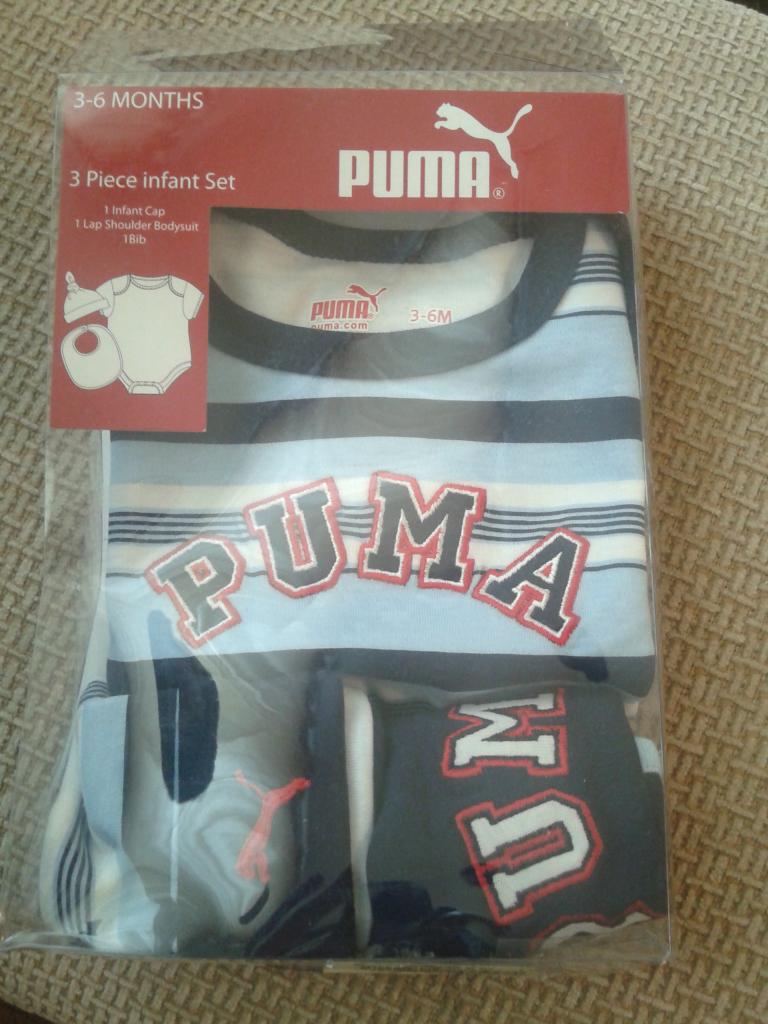 3-6 MONTHS
PUMA®
3 Piece infant Set
1 Infant Cap
1 Lap Shoulder Bodysuit
1Bib
PUMA®
puma.com
3-6M
PUMA
UM